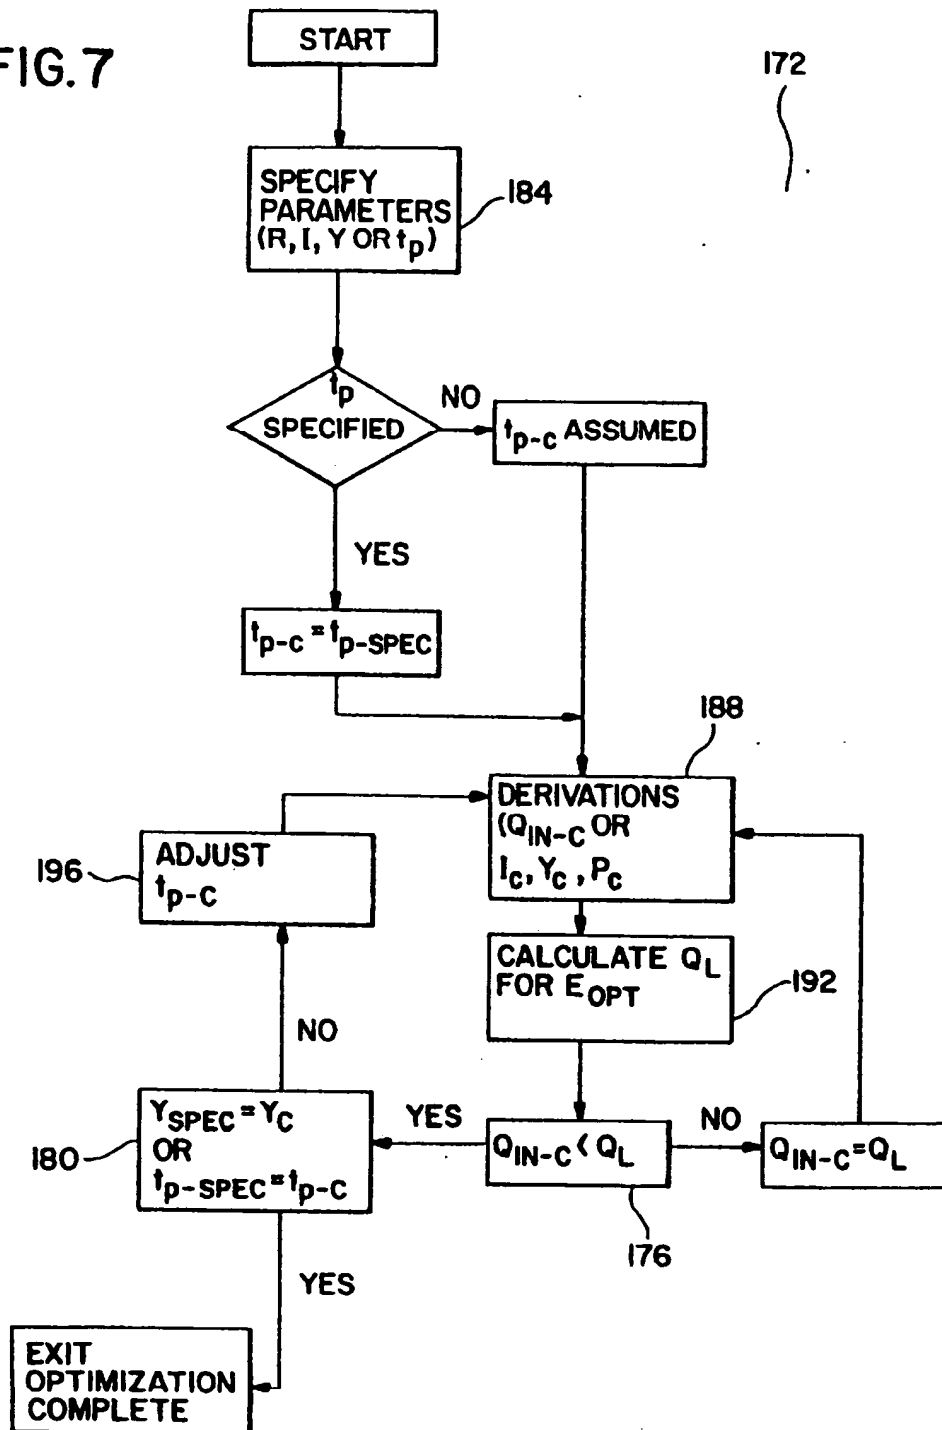 FIG. 7
START
172
SPECIFY
PARAMETERS
(R, I, Y OR tp)
184
tp
SPECIFIED
NO
tp-c ASSUMED
YES
tp-c = tp-SPEC
188
DERIVATIONS
(QIN-C OR
IC, YC, PC
ADJUST
tp-C
196
CALCULATE QL
FOR EOPT
192
NO
YSPEC = YC
OR
tp-SPEC = tp-C
180
YES
QIN-C < QL
NO
QIN-C = QL
176
YES
EXIT
OPTIMIZATION
COMPLETE